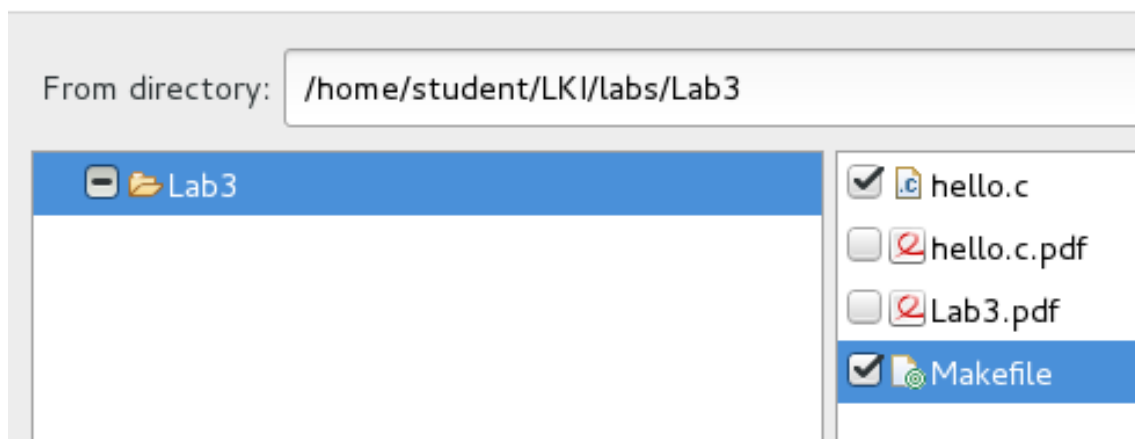 From directory: /home/student/LKI/labs/Lab3
Lab3
hello.c
hello.c.pdf
Lab3.pdf
Makefile